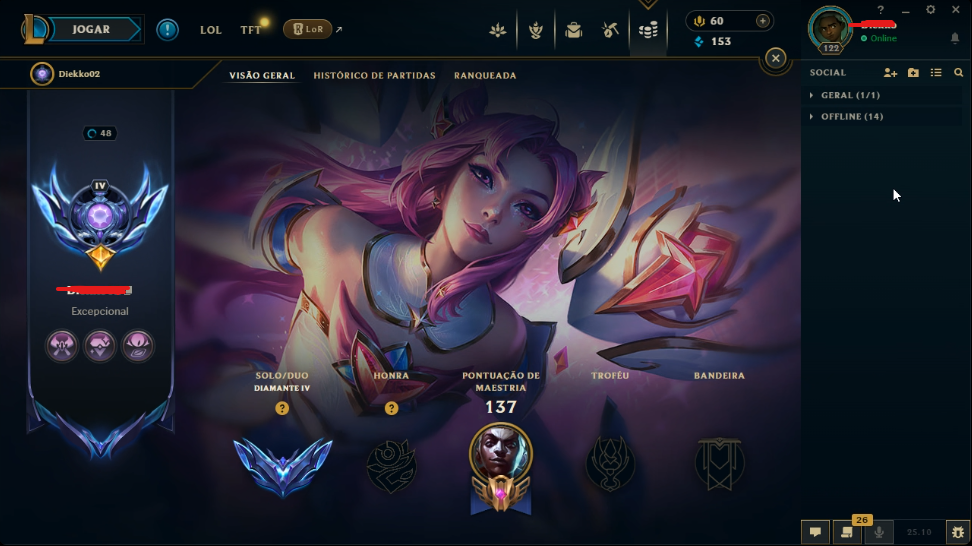 JOGAR
LOL
TFT
LoR
60
153
122
Online
Diekko02
VISÃO GERAL
HISTÓRICO DE PARTIDAS
RANQUEADA
SOCIAL
GERAL (1/1)
OFFLINE (14)
48
IV
Excepcional
SOLO/DUO
DIAMANTE IV
?
HONRA
?
PONTUAÇÃO DE
MAESTRIA
137
TROFÉU
BANDEIRA
26
25.10